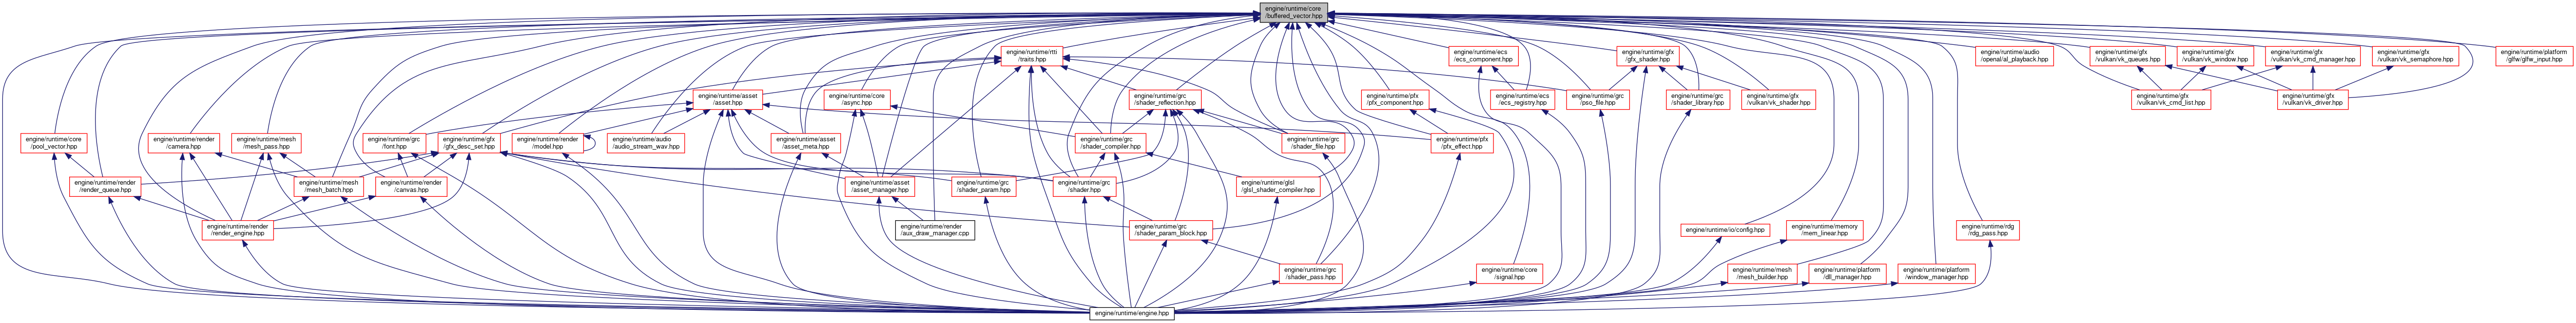 engine/runtime/core
/buffered_vector.hpp
engine/runtime/rtti
/traits.hpp
engine/runtime/ecs
/ecs_component.hpp
engine/runtime/gfx
/gfx_shader.hpp
engine/runtime/audio
/openal/al_playback.hpp
engine/runtime/gfx
/vulkan/vk_queues.hpp
engine/runtime/gfx
/vulkan/vk_window.hpp
engine/runtime/gfx
/vulkan/vk_cmd_manager.hpp
engine/runtime/gfx
/vulkan/vk_semaphore.hpp
engine/runtime/platform
/glfw/glfw_input.hpp
engine/runtime/asset
/asset.hpp
engine/runtime/core
/async.hpp
engine/runtime/grc
/shader_reflection.hpp
engine/runtime/pfx
/pfx_component.hpp
engine/runtime/ecs
/ecs_registry.hpp
engine/runtime/grc
/pso_file.hpp
engine/runtime/grc
/shader_library.hpp
engine/runtime/gfx
/vulkan/vk_shader.hpp
engine/runtime/gfx
/vulkan/vk_cmd_list.hpp
engine/runtime/gfx
/vulkan/vk_driver.hpp
engine/runtime/core
/pool_vector.hpp
engine/runtime/render
/camera.hpp
engine/runtime/mesh
/mesh_pass.hpp
engine/runtime/grc
/font.hpp
engine/runtime/gfx
/gfx_desc_set.hpp
engine/runtime/render
/model.hpp
engine/runtime/audio
/audio_stream_wav.hpp
engine/runtime/asset
/asset_meta.hpp
engine/runtime/grc
/shader_compiler.hpp
engine/runtime/grc
/shader_file.hpp
engine/runtime/pfx
/pfx_effect.hpp
engine/runtime/render
/render_queue.hpp
engine/runtime/mesh
/mesh_batch.hpp
engine/runtime/render
/canvas.hpp
engine/runtime/asset
/asset_manager.hpp
engine/runtime/grc
/shader_param.hpp
engine/runtime/grc
/shader.hpp
engine/runtime/glsl
/glsl_shader_compiler.hpp
engine/runtime/render
/render_engine.hpp
engine/runtime/render
/aux_draw_manager.cpp
engine/runtime/grc
/shader_param_block.hpp
engine/runtime/io/config.hpp
engine/runtime/memory
/mem_linear.hpp
engine/runtime/rdg
/rdg_pass.hpp
engine/runtime/grc
/shader_pass.hpp
engine/runtime/core
/signal.hpp
engine/runtime/mesh
/mesh_builder.hpp
engine/runtime/platform
/dll_manager.hpp
engine/runtime/platform
/window_manager.hpp
engine/runtime/engine.hpp